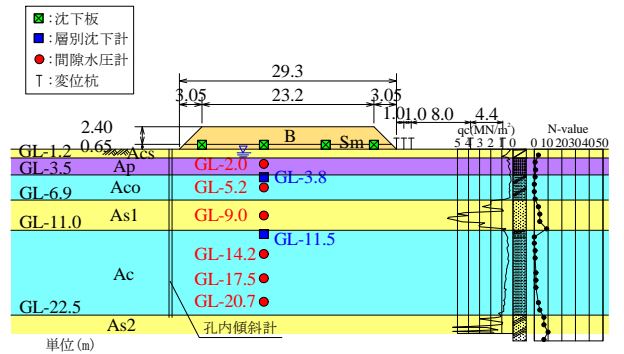 :沈下板
:層別沈下計
:間隙水圧計
T:変位杭
29.3
3.05 23.2 3.05
1.0 1.0 8.0 4.4
2.40
0.65
B
Sm
qc(MN/m²)
5 4 3 2 1 0
N-value
0 10 20 30 40 50
GL-1.2 Acs
GL-3.5 Ap
GL-6.9 Aco
GL-11.0 As1
Ac
GL-22.5
As2
GL-2.0
GL-3.8
GL-5.2
GL-9.0
GL-11.5
GL-14.2
GL-17.5
GL-20.7
孔内傾斜計
単位(m)